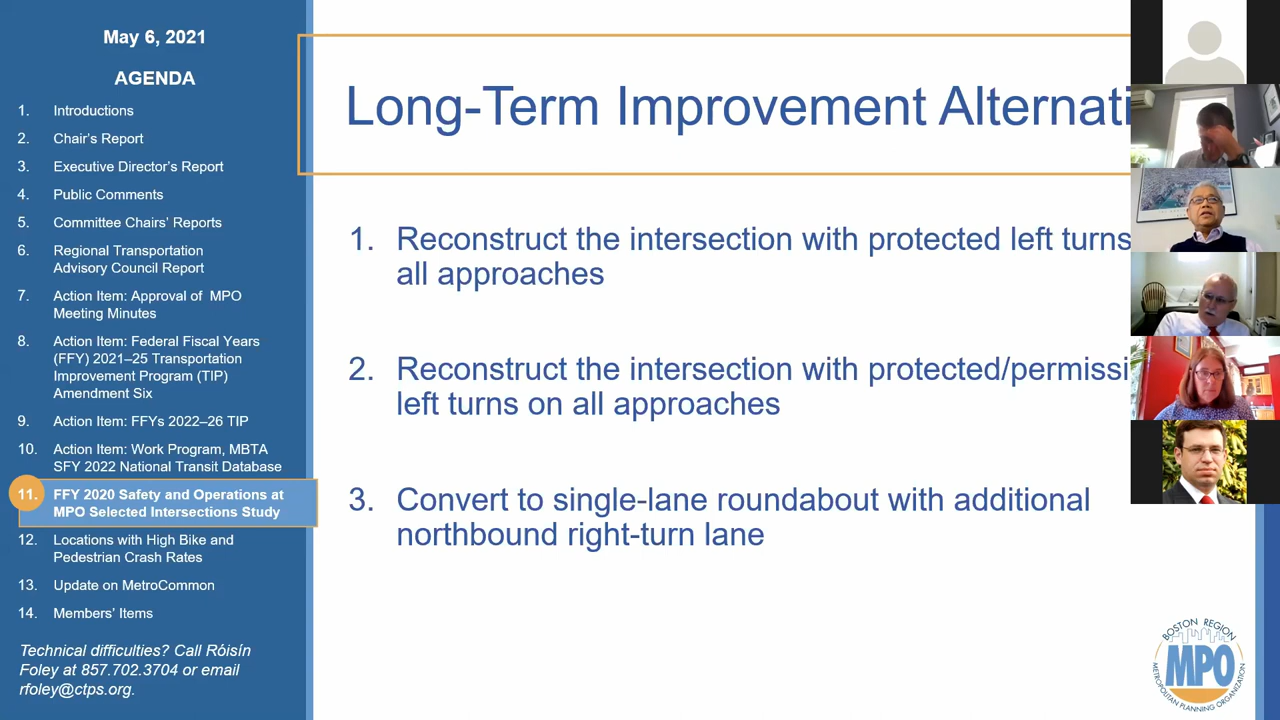 May 6, 2021
AGENDA
1. Introductions
2. Chair's Report
3. Executive Director's Report
4. Public Comments
5. Committee Chairs' Reports
6. Regional Transportation
Advisory Council Report
7. Action Item: Approval of MPO
Meeting Minutes
8. Action Item: Federal Fiscal Years
(FFY) 2021–25 Transportation
Improvement Program (TIP)
Amendment Six
9. Action Item: FFYs 2022–26 TIP
10. Action Item: Work Program, MBTA
SFY 2022 National Transit Database
11. FFY 2020 Safety and Operations at
MPO Selected Intersections Study
12. Locations with High Bike and
Pedestrian Crash Rates
13. Update on MetroCommon
14. Members' Items
Technical difficulties? Call Róisín
Foley at 857.702.3704 or email
rfoley@ctps.org.
Long-Term Improvement Alternati
1. Reconstruct the intersection with protected left turns
all approaches
2. Reconstruct the intersection with protected/permissi
left turns on all approaches
3. Convert to single-lane roundabout with additional
northbound right-turn lane
BOSTON REGION
MPO
METROPOLITAN PLANNING ORGANIZATION